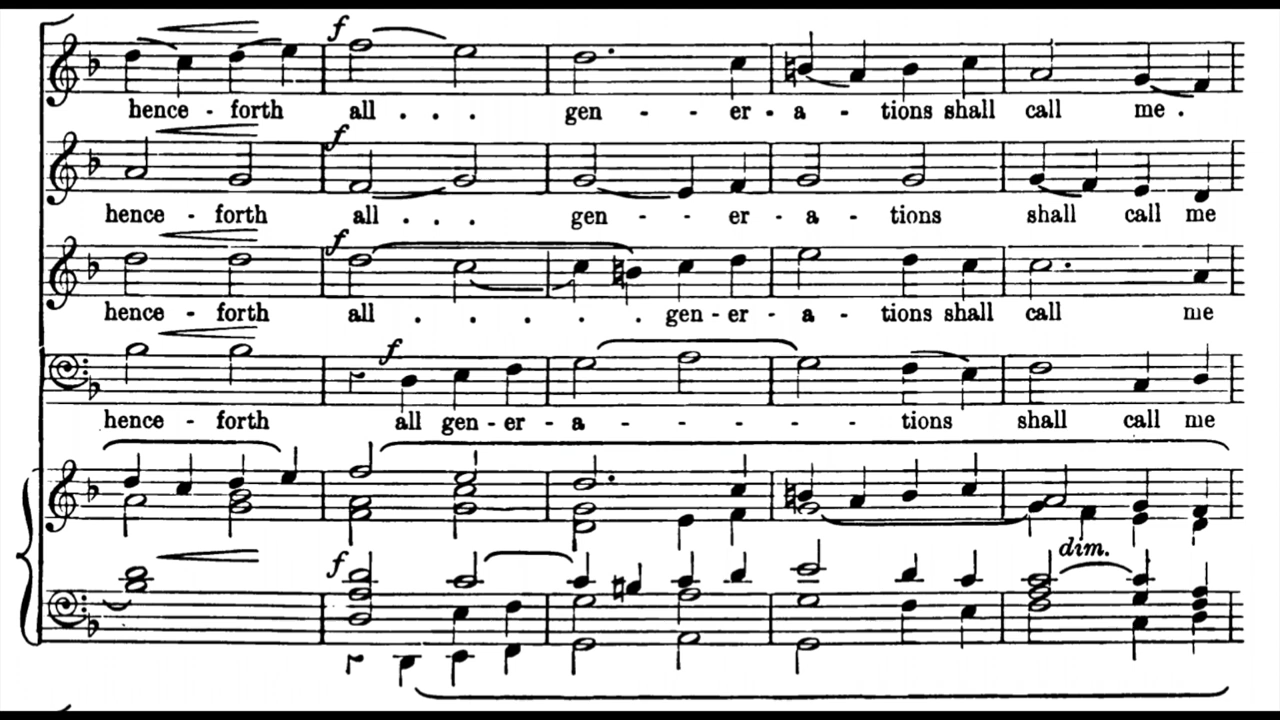 f
hence - forth all . . . gen - - er - a - tions shall call me .
f
hence - forth all . . . gen - - er - a - tions shall call me
f
hence - forth all . . . . . gen - er - a - tions shall call me
f
hence - forth all gen - er - a - - - - - tions shall call me
f dim.